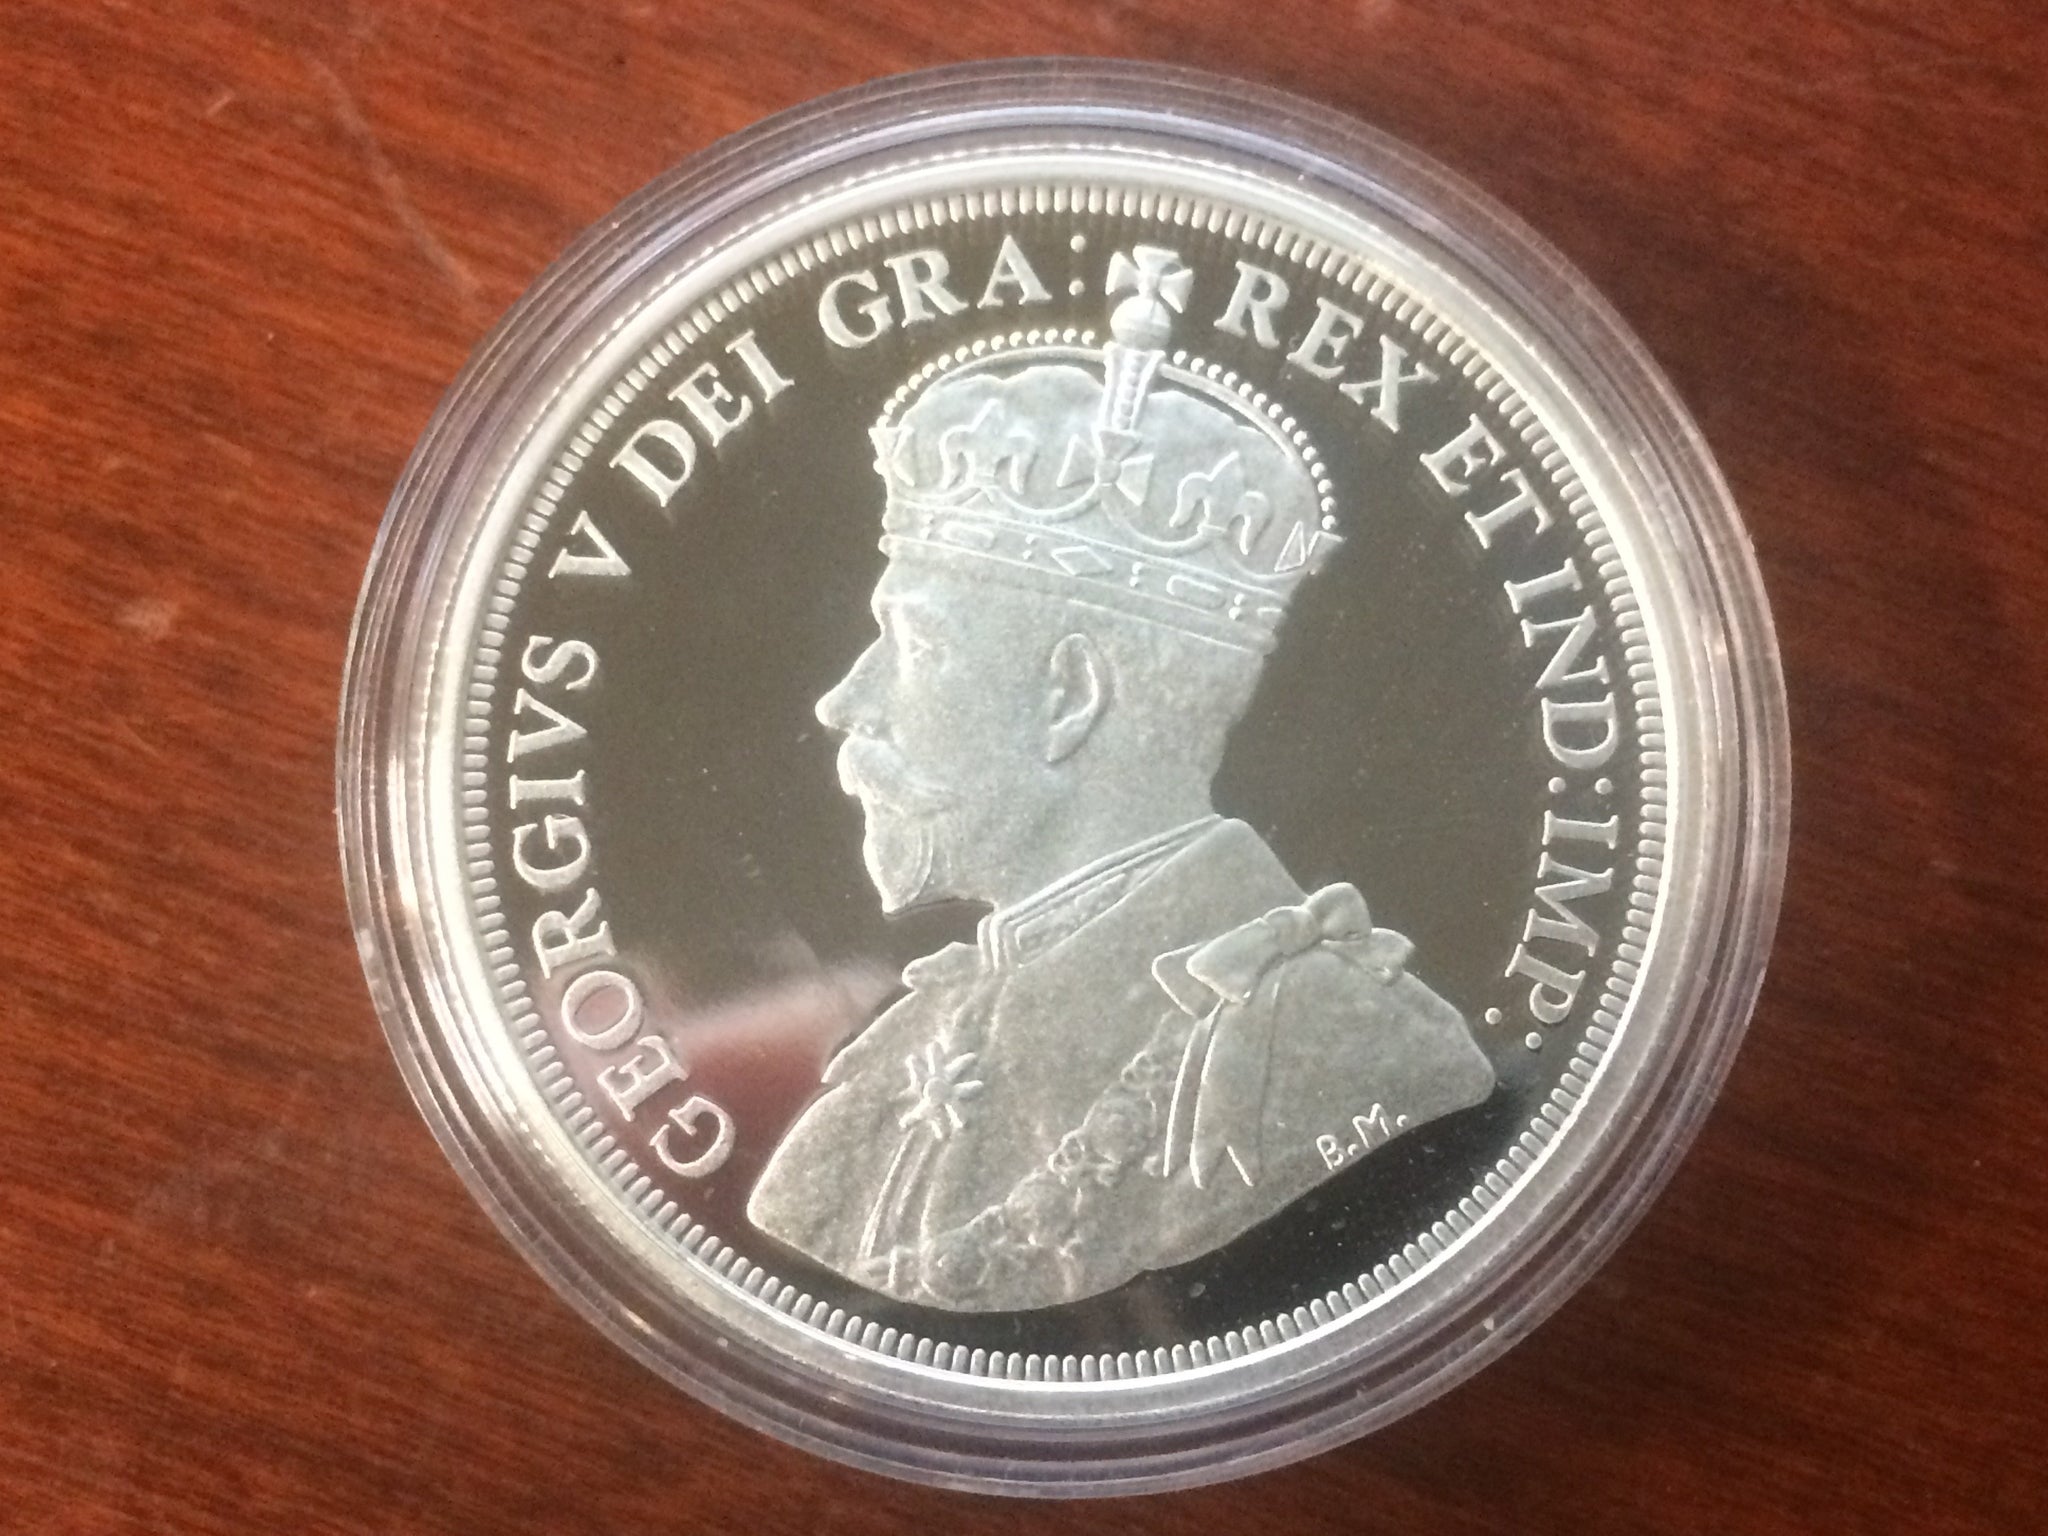 GEORGIVS V DEI GRA: REX ET IND:IMP:
B.M.